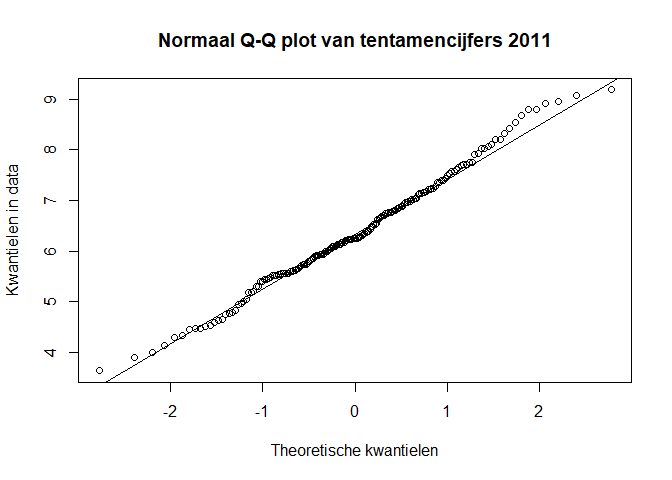 Normaal Q-Q plot van tentamencijfers 2011
Kwantielen in data
9
8
7
6
5
4
-2 -1 0 1 2
Theoretische kwantielen